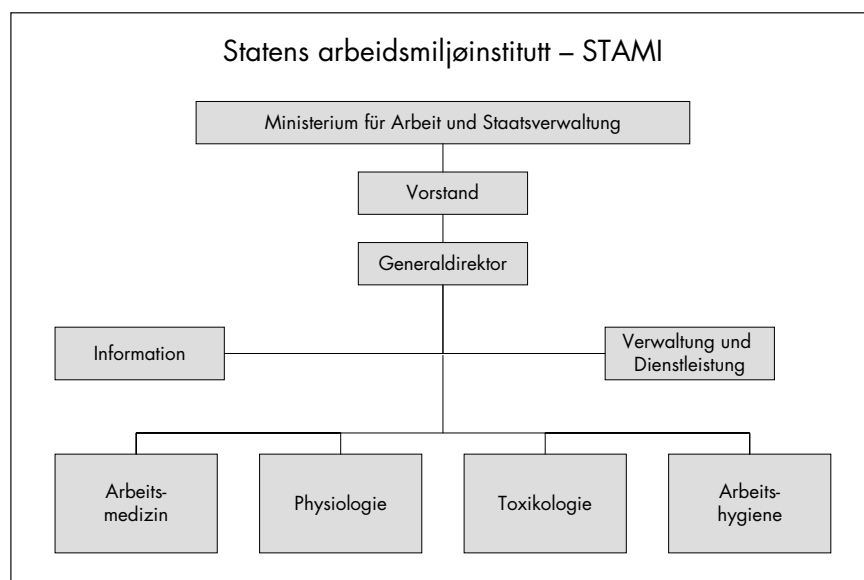 Statens arbeidsmiljøinstitutt – STAMI
Ministerium für Arbeit und Staatsverwaltung
Vorstand
Generaldirektor
Information
Verwaltung und
Dienstleistung
Arbeits-
medizin
Physiologie
Toxikologie
Arbeits-
hygiene